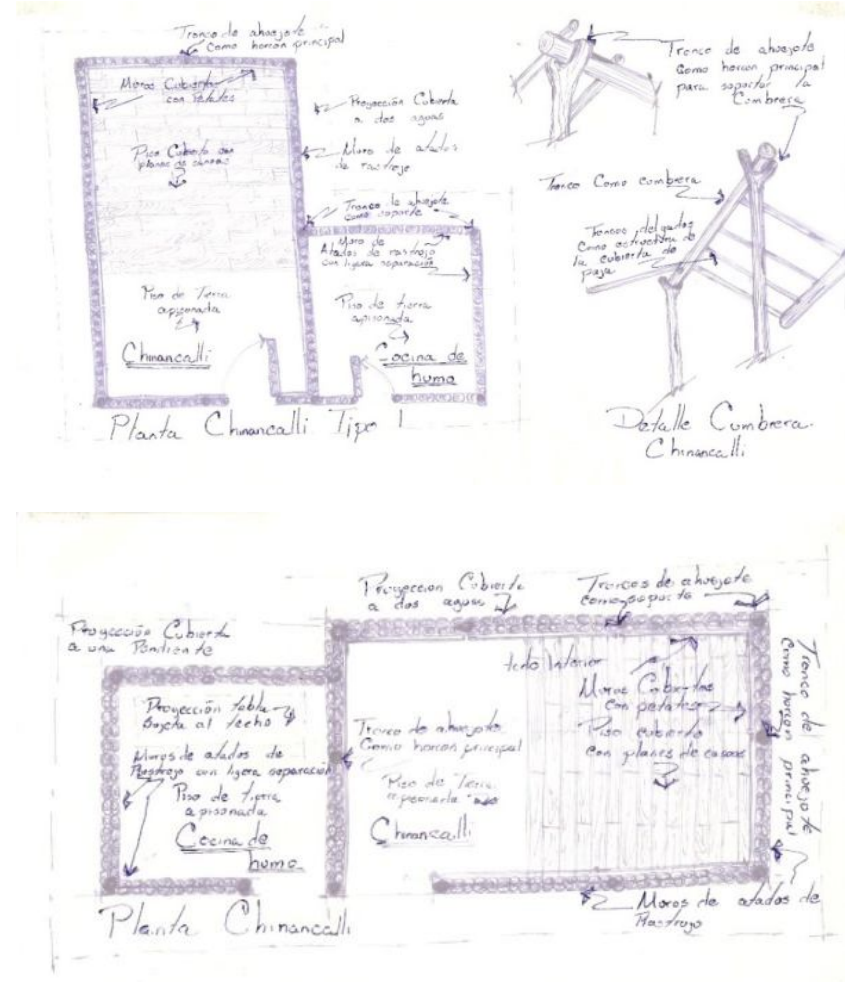 Tronco de ahuejote
como horcon principal
Muros Cubiertos
con Petates
Proyección Cubierta
a dos aguas
Piso Cubierto con
planas de canoas
Muro de atados
de rastrojo
Tronco de ahuejote
como soporte
Muro de
Atados de rastrojo
con ligera separación
Piso de Tierra
apisonada
Piso de tierra
apisonada
Chinancalli
Cocina de
humo
Planta Chinancalli Tipo 1
Tronco de ahuejote
como horcon principal
para soportar la
Cumbrera
Tronco Como cumbrera
Troncos delgados
como estructura de
la cubierta de
paja
Detalle Cumbrera
Chinancalli
Proyeccion Cubierta
a dos aguas
Troncos de ahuejote
como soporte
Proyección Cubierta
a una Pendiente
Tronco de ahuejote
Como horcon principal
Interior
Muros Cubiertos
con petates
Piso cubierto
con planes de canoas
Proyección tabla
Sujeta al techo
Muros de atados de
Rastrojo con ligera separación
Piso de tierra
apisonada
Cocina de
humo
Tronco de ahuejote
Como horcon principal
Piso de Tierra
apisonada
Chinancalli
Muros de atados de
Rastrojo
Planta Chinancalli